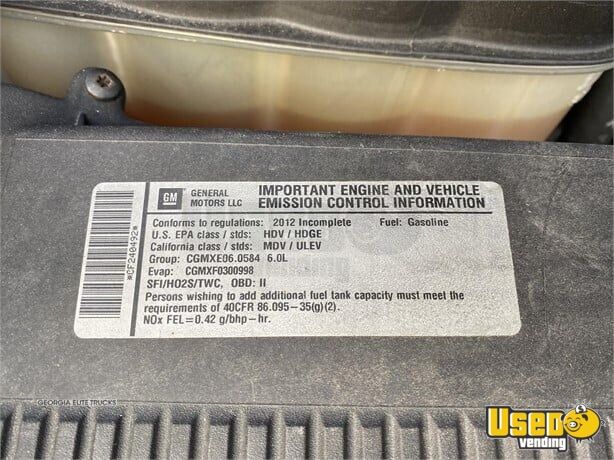 GM
GENERAL MOTORS LLC
IMPORTANT ENGINE AND VEHICLE
EMISSION CONTROL INFORMATION
Conforms to regulations: 2012 Incomplete Fuel: Gasoline
U.S. EPA class / stds: HDV / HDGE
California class / stds: MDV / ULEV
Group: CGMXE06.0584 6.0L
Evap: CGMXF0300998
SFI/HO2S/TWC, OBD: II
Persons wishing to add additional fuel tank capacity must meet the
requirements of 40CFR 86.095-35(g)(2).
NOx FEL=0.42 g/bhp-hr.
*CF240492*
GEORGIA ELITE TRUCKS
Used
vending
.com